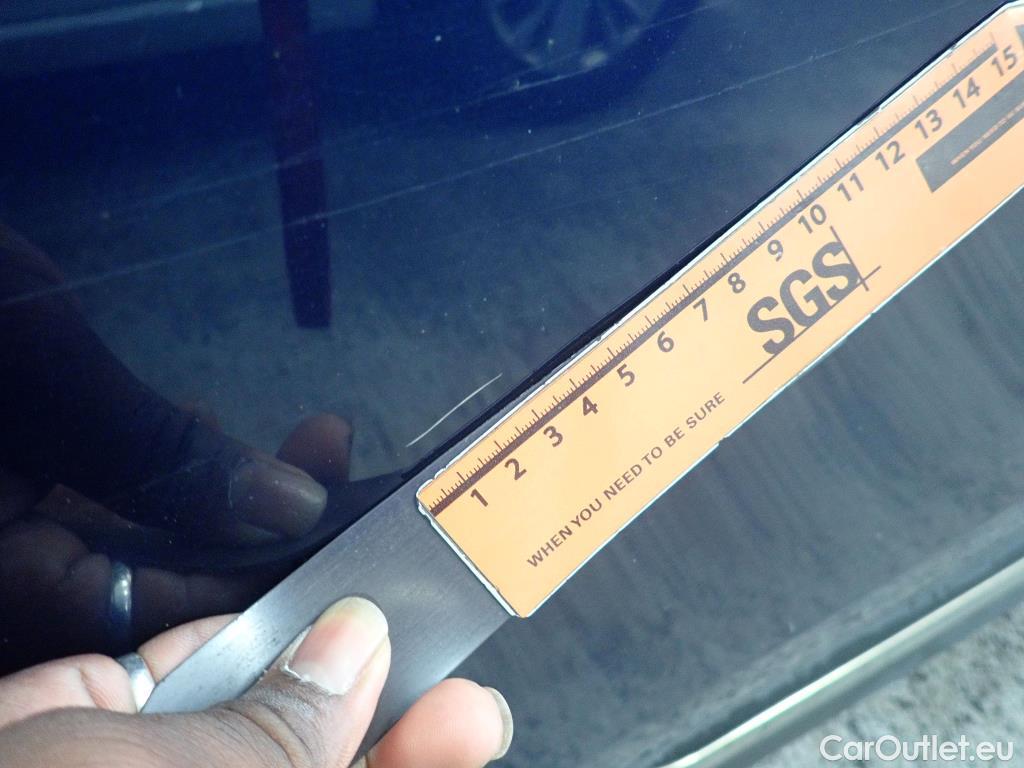 1 2 3 4 5 6 7 8 9 10 11 12 13 14 15
SGS
WHEN YOU NEED TO BE SURE
CarOutlet.eu